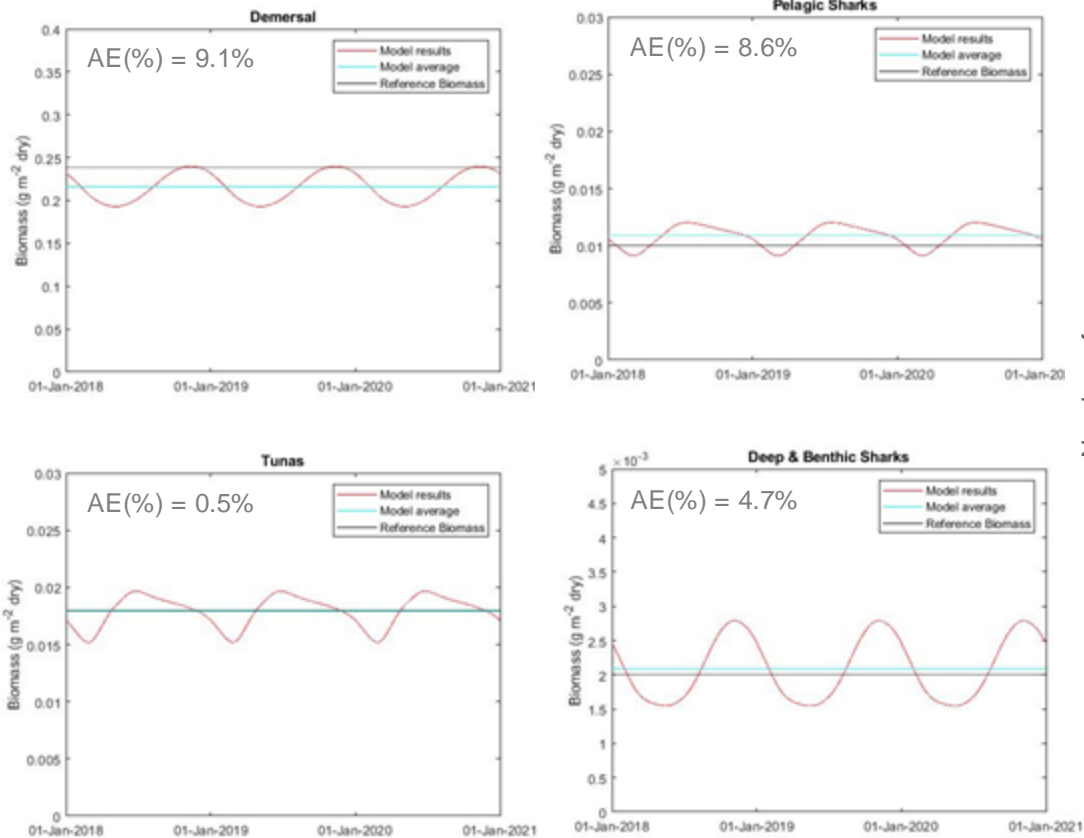 Demersal
AE(%) = 9.1%
Model results
Model average
Reference Biomass
Biomass (g m-2 dry)
0.4
0.35
0.3
0.25
0.2
0.15
0.1
0.05
0
01-Jan-2018
01-Jan-2019
01-Jan-2020
01-Jan-2021
Pelagic Sharks
AE(%) = 8.6%
Model results
Model average
Reference Biomass
Biomass (g m-2 dry)
0.03
0.025
0.02
0.015
0.01
0.005
0
01-Jan-2018
01-Jan-2019
01-Jan-2020
01-Jan-20
Tunas
AE(%) = 0.5%
Model results
Model average
Reference Biomass
Biomass (g m-2 dry)
0.03
0.025
0.02
0.015
0.01
0.005
0
01-Jan-2018
01-Jan-2019
01-Jan-2020
01-Jan-2021
Deep & Benthic Sharks
× 10-3
AE(%) = 4.7%
Model results
Model average
Reference Biomass
Biomass (g m-2 dry)
5
4.5
4
3.5
3
2.5
2
1.5
1
0.5
0
01-Jan-2018
01-Jan-2019
01-Jan-2020
01-Jan-2021